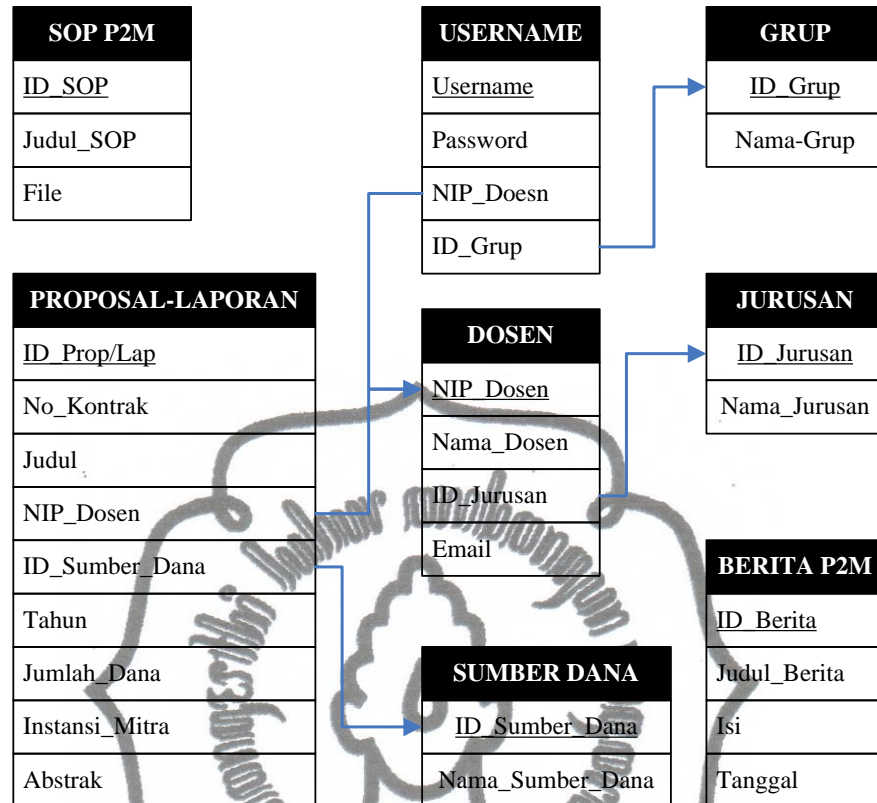 SOP P2M
ID_SOP
Judul_SOP
File
USERNAME
Username
Password
NIP_Doesn
ID_Grup
GRUP
ID_Grup
Nama-Grup
PROPOSAL-LAPORAN
ID_Prop/Lap
No_Kontrak
Judul
NIP_Dosen
ID_Sumber_Dana
Tahun
Jumlah_Dana
Instansi_Mitra
Abstrak
DOSEN
NIP_Dosen
Nama_Dosen
ID_Jurusan
Email
JURUSAN
ID_Jurusan
Nama_Jurusan
SUMBER DANA
ID_Sumber_Dana
Nama_Sumber_Dana
BERITA P2M
ID_Berita
Judul_Berita
Isi
Tanggal